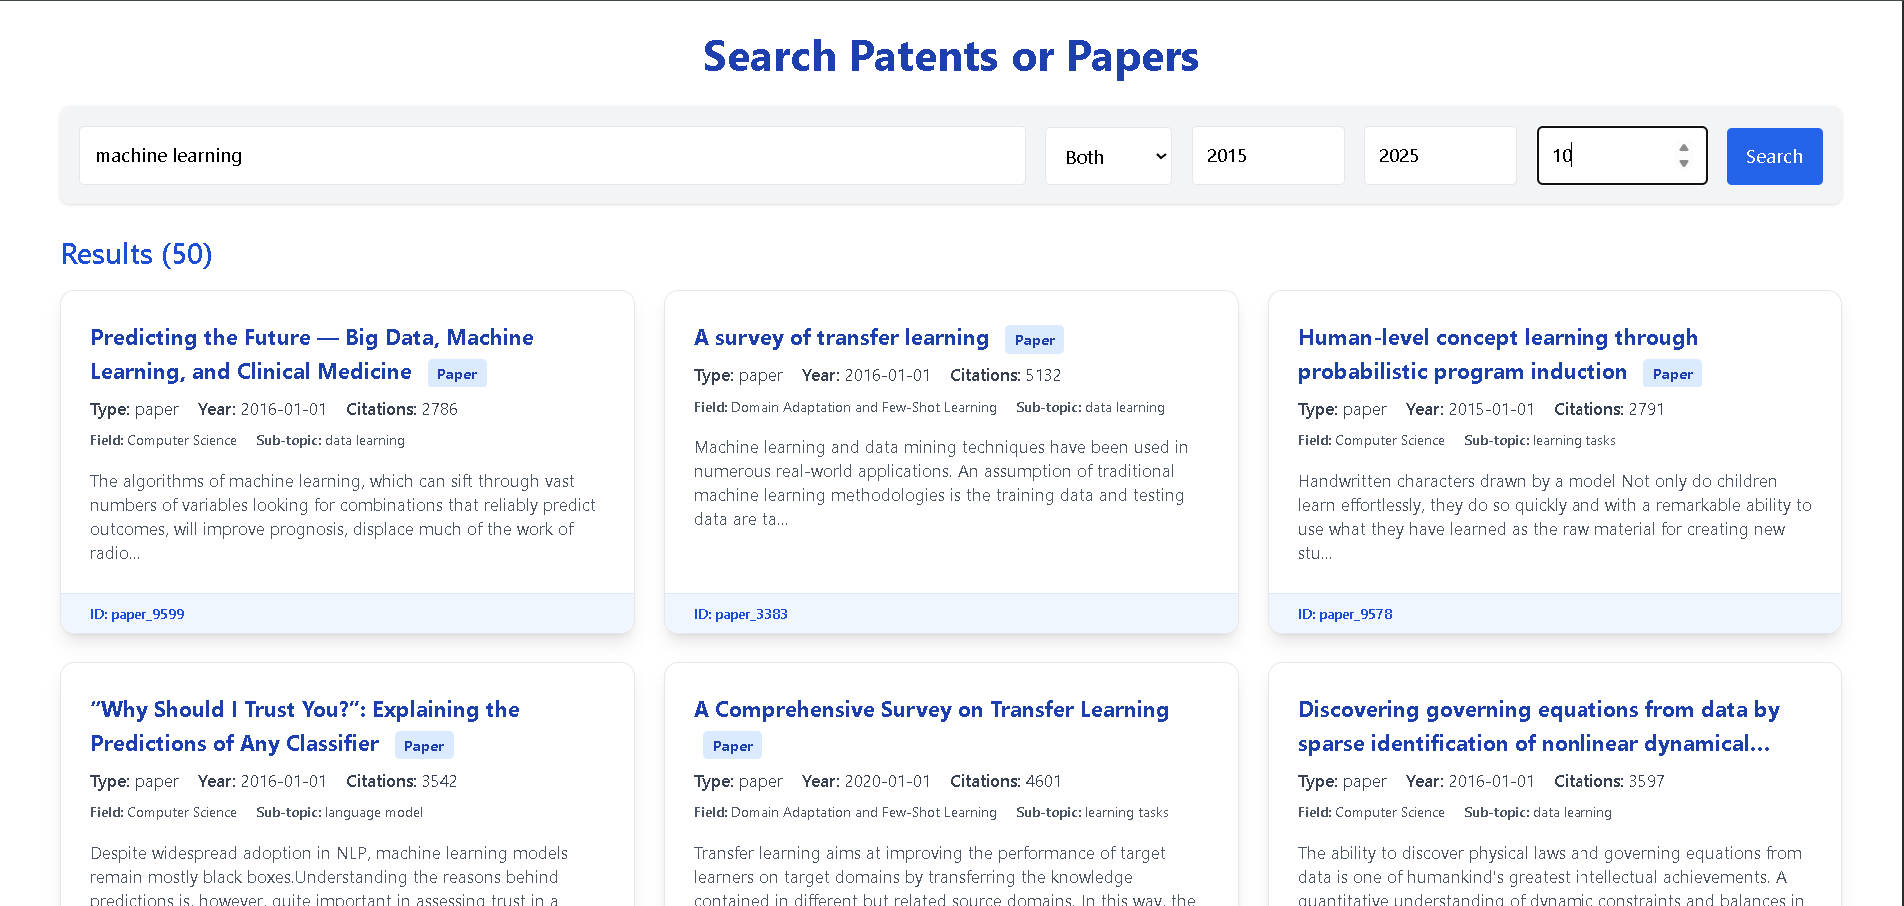 Search Patents or Papers
machine learning
Both
2015
2025
10
Search
Results (50)
Predicting the Future — Big Data, Machine
Learning, and Clinical Medicine Paper
Type: paper Year: 2016-01-01 Citations: 2786
Field: Computer Science Sub-topic: data learning
The algorithms of machine learning, which can sift through vast
numbers of variables looking for combinations that reliably predict
outcomes, will improve prognosis, displace much of the work of
radio...
ID: paper_9599
A survey of transfer learning Paper
Type: paper Year: 2016-01-01 Citations: 5132
Field: Domain Adaptation and Few-Shot Learning Sub-topic: data learning
Machine learning and data mining techniques have been used in
numerous real-world applications. An assumption of traditional
machine learning methodologies is the training data and testing
data are ta...
ID: paper_3383
Human-level concept learning through
probabilistic program induction Paper
Type: paper Year: 2015-01-01 Citations: 2791
Field: Computer Science Sub-topic: learning tasks
Handwritten characters drawn by a model Not only do children
learn effortlessly, they do so quickly and with a remarkable ability to
use what they have learned as the raw material for creating new
stu...
ID: paper_9578
“Why Should I Trust You?”: Explaining the
Predictions of Any Classifier Paper
Type: paper Year: 2016-01-01 Citations: 3542
Field: Computer Science Sub-topic: language model
Despite widespread adoption in NLP, machine learning models
remain mostly black boxes.Understanding the reasons behind
predictions is, however, quite important in assessing trust in a
A Comprehensive Survey on Transfer Learning
Paper
Type: paper Year: 2020-01-01 Citations: 4601
Field: Domain Adaptation and Few-Shot Learning Sub-topic: learning tasks
Transfer learning aims at improving the performance of target
learners on target domains by transferring the knowledge
contained in different but related source domains. In this way, the
Discovering governing equations from data by
sparse identification of nonlinear dynamical...
Type: paper Year: 2016-01-01 Citations: 3597
Field: Computer Science Sub-topic: data learning
The ability to discover physical laws and governing equations from
data is one of humankind's greatest intellectual achievements. A
quantitative understanding of dynamic constraints and balances in